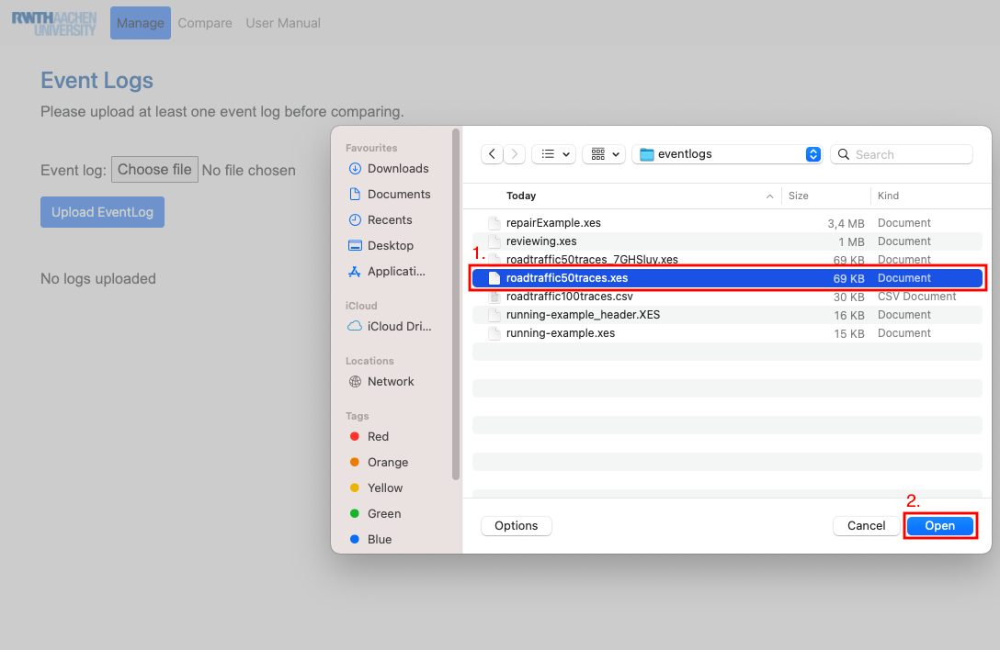 RWTHAACHEN
UNIVERSITY
Manage Compare User Manual
Event Logs
Please upload at least one event log before comparing.
Event log: Choose file No file chosen
Upload EventLog
No logs uploaded
Favourites
Downloads
Documents
Recents
Desktop
Applicati...
iCloud
iCloud Dri...
Locations
Network
Tags
Red
Orange
Yellow
Green
Blue
eventlogs
Search
Today Size Kind
repairExample.xes 3,4 MB Document
reviewing.xes 1 MB Document
1.
roadtraffic50traces_7GHSluy.xes 69 KB Document
roadtraffic50traces.xes 69 KB Document
roadtraffic100traces.csv 30 KB CSV Document
running-example_header.XES 16 KB Document
running-example.xes 15 KB Document
2.
Options Cancel Open